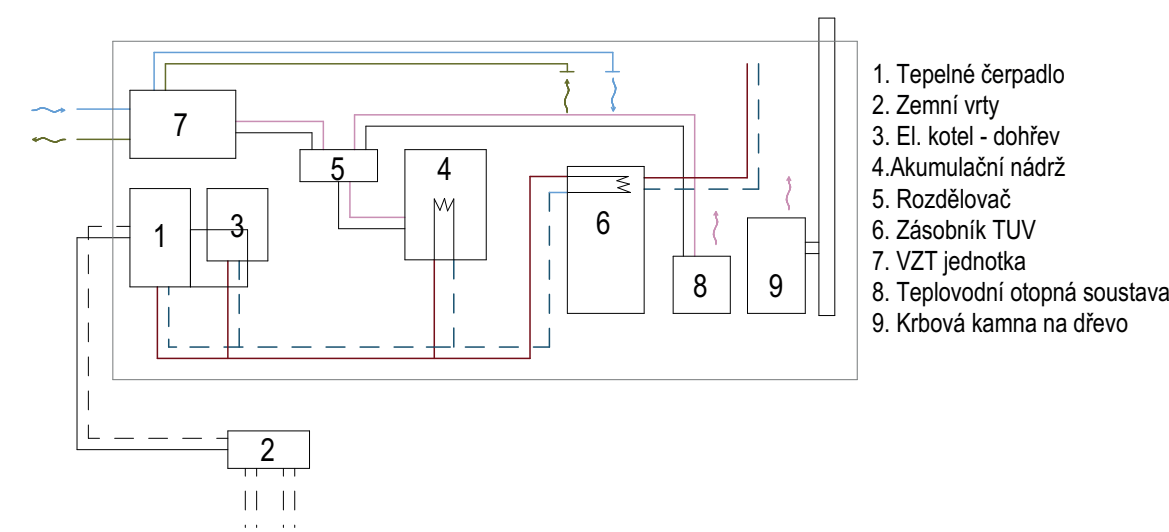 7
5
4
1
3
6
8
9
2
1. Tepelné čerpadlo
2. Zemní vrty
3. El. kotel - dohřev
4.Akumulační nádrž
5. Rozdělovač
6. Zásobník TUV
7. VZT jednotka
8. Teplovodní otopná soustava
9. Krbová kamna na dřevo